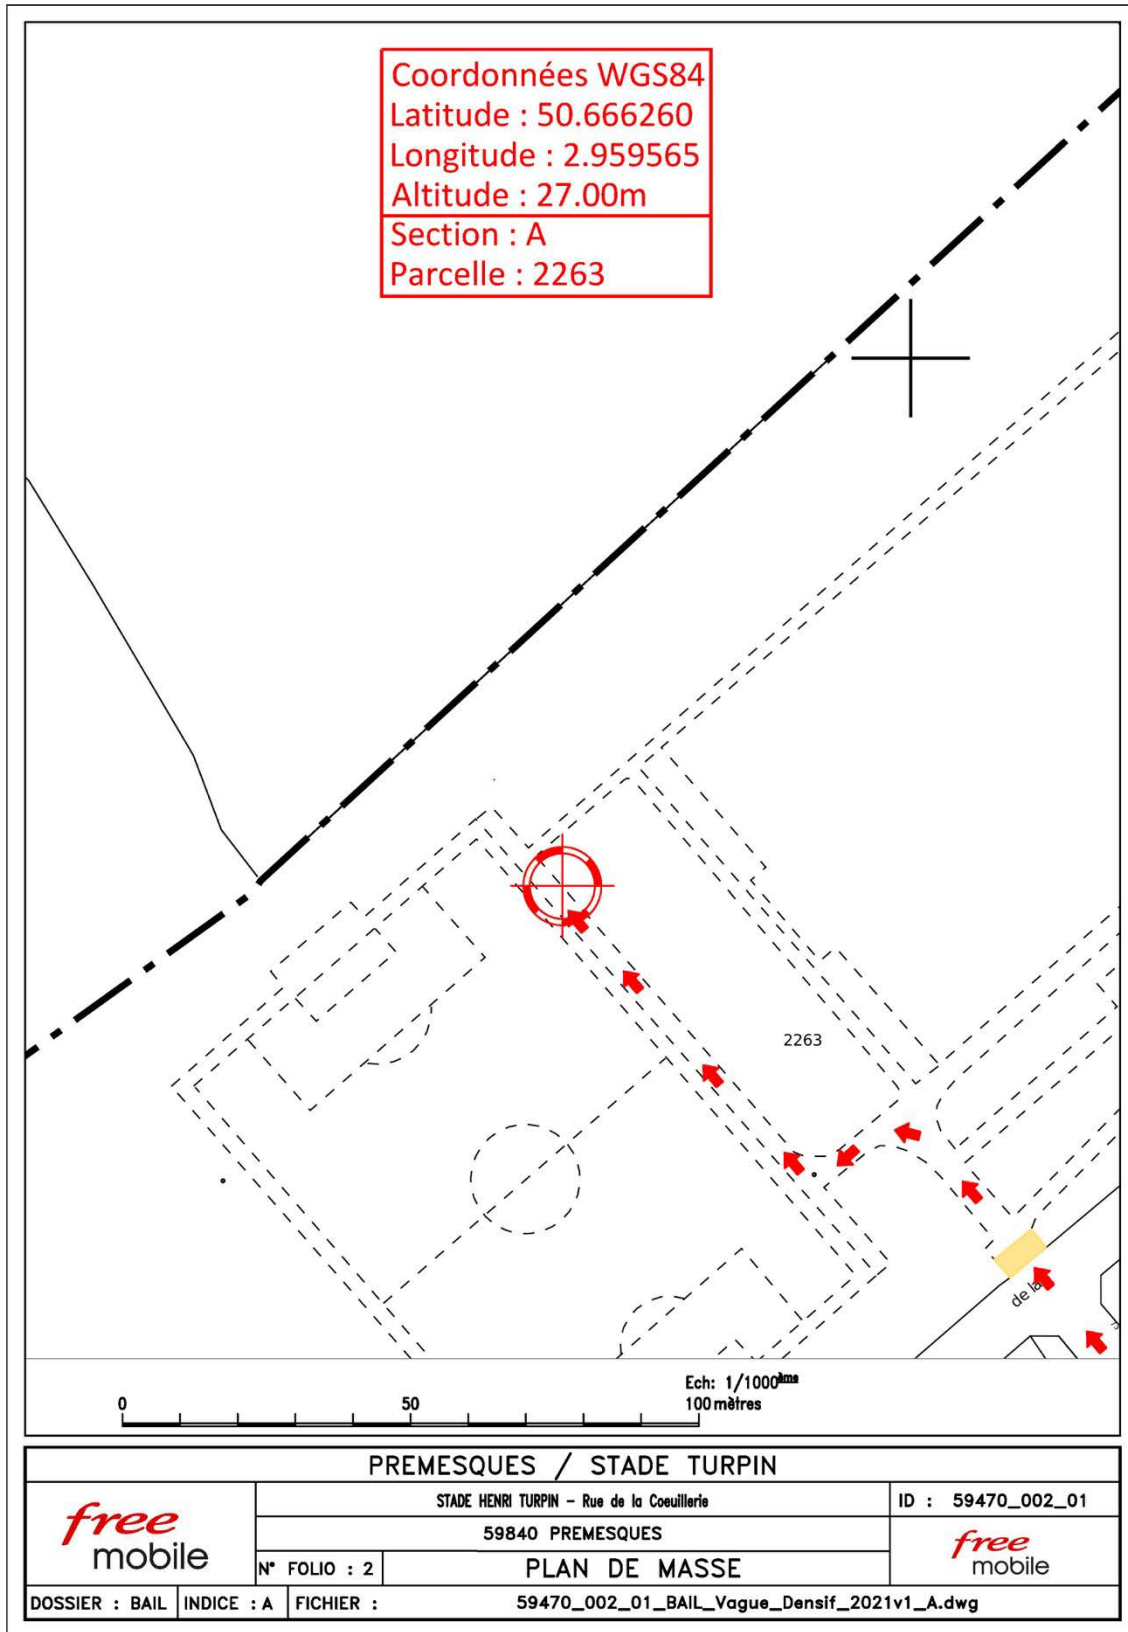 Coordonnées WGS84
Latitude : 50.666260
Longitude : 2.959565
Altitude : 27.00m
Section : A
Parcelle : 2263
2263
de la
Ech: 1/1000ème
0 50 100 mètres
PREMESQUES / STADE TURPIN
free mobile
STADE HENRI TURPIN - Rue de la Coeuillerie
ID : 59470_002_01
59840 PREMESQUES
N° FOLIO : 2
PLAN DE MASSE
free mobile
DOSSIER : BAIL
INDICE : A
FICHIER :
59470_002_01_BAIL_Vague_Densif_2021v1_A.dwg